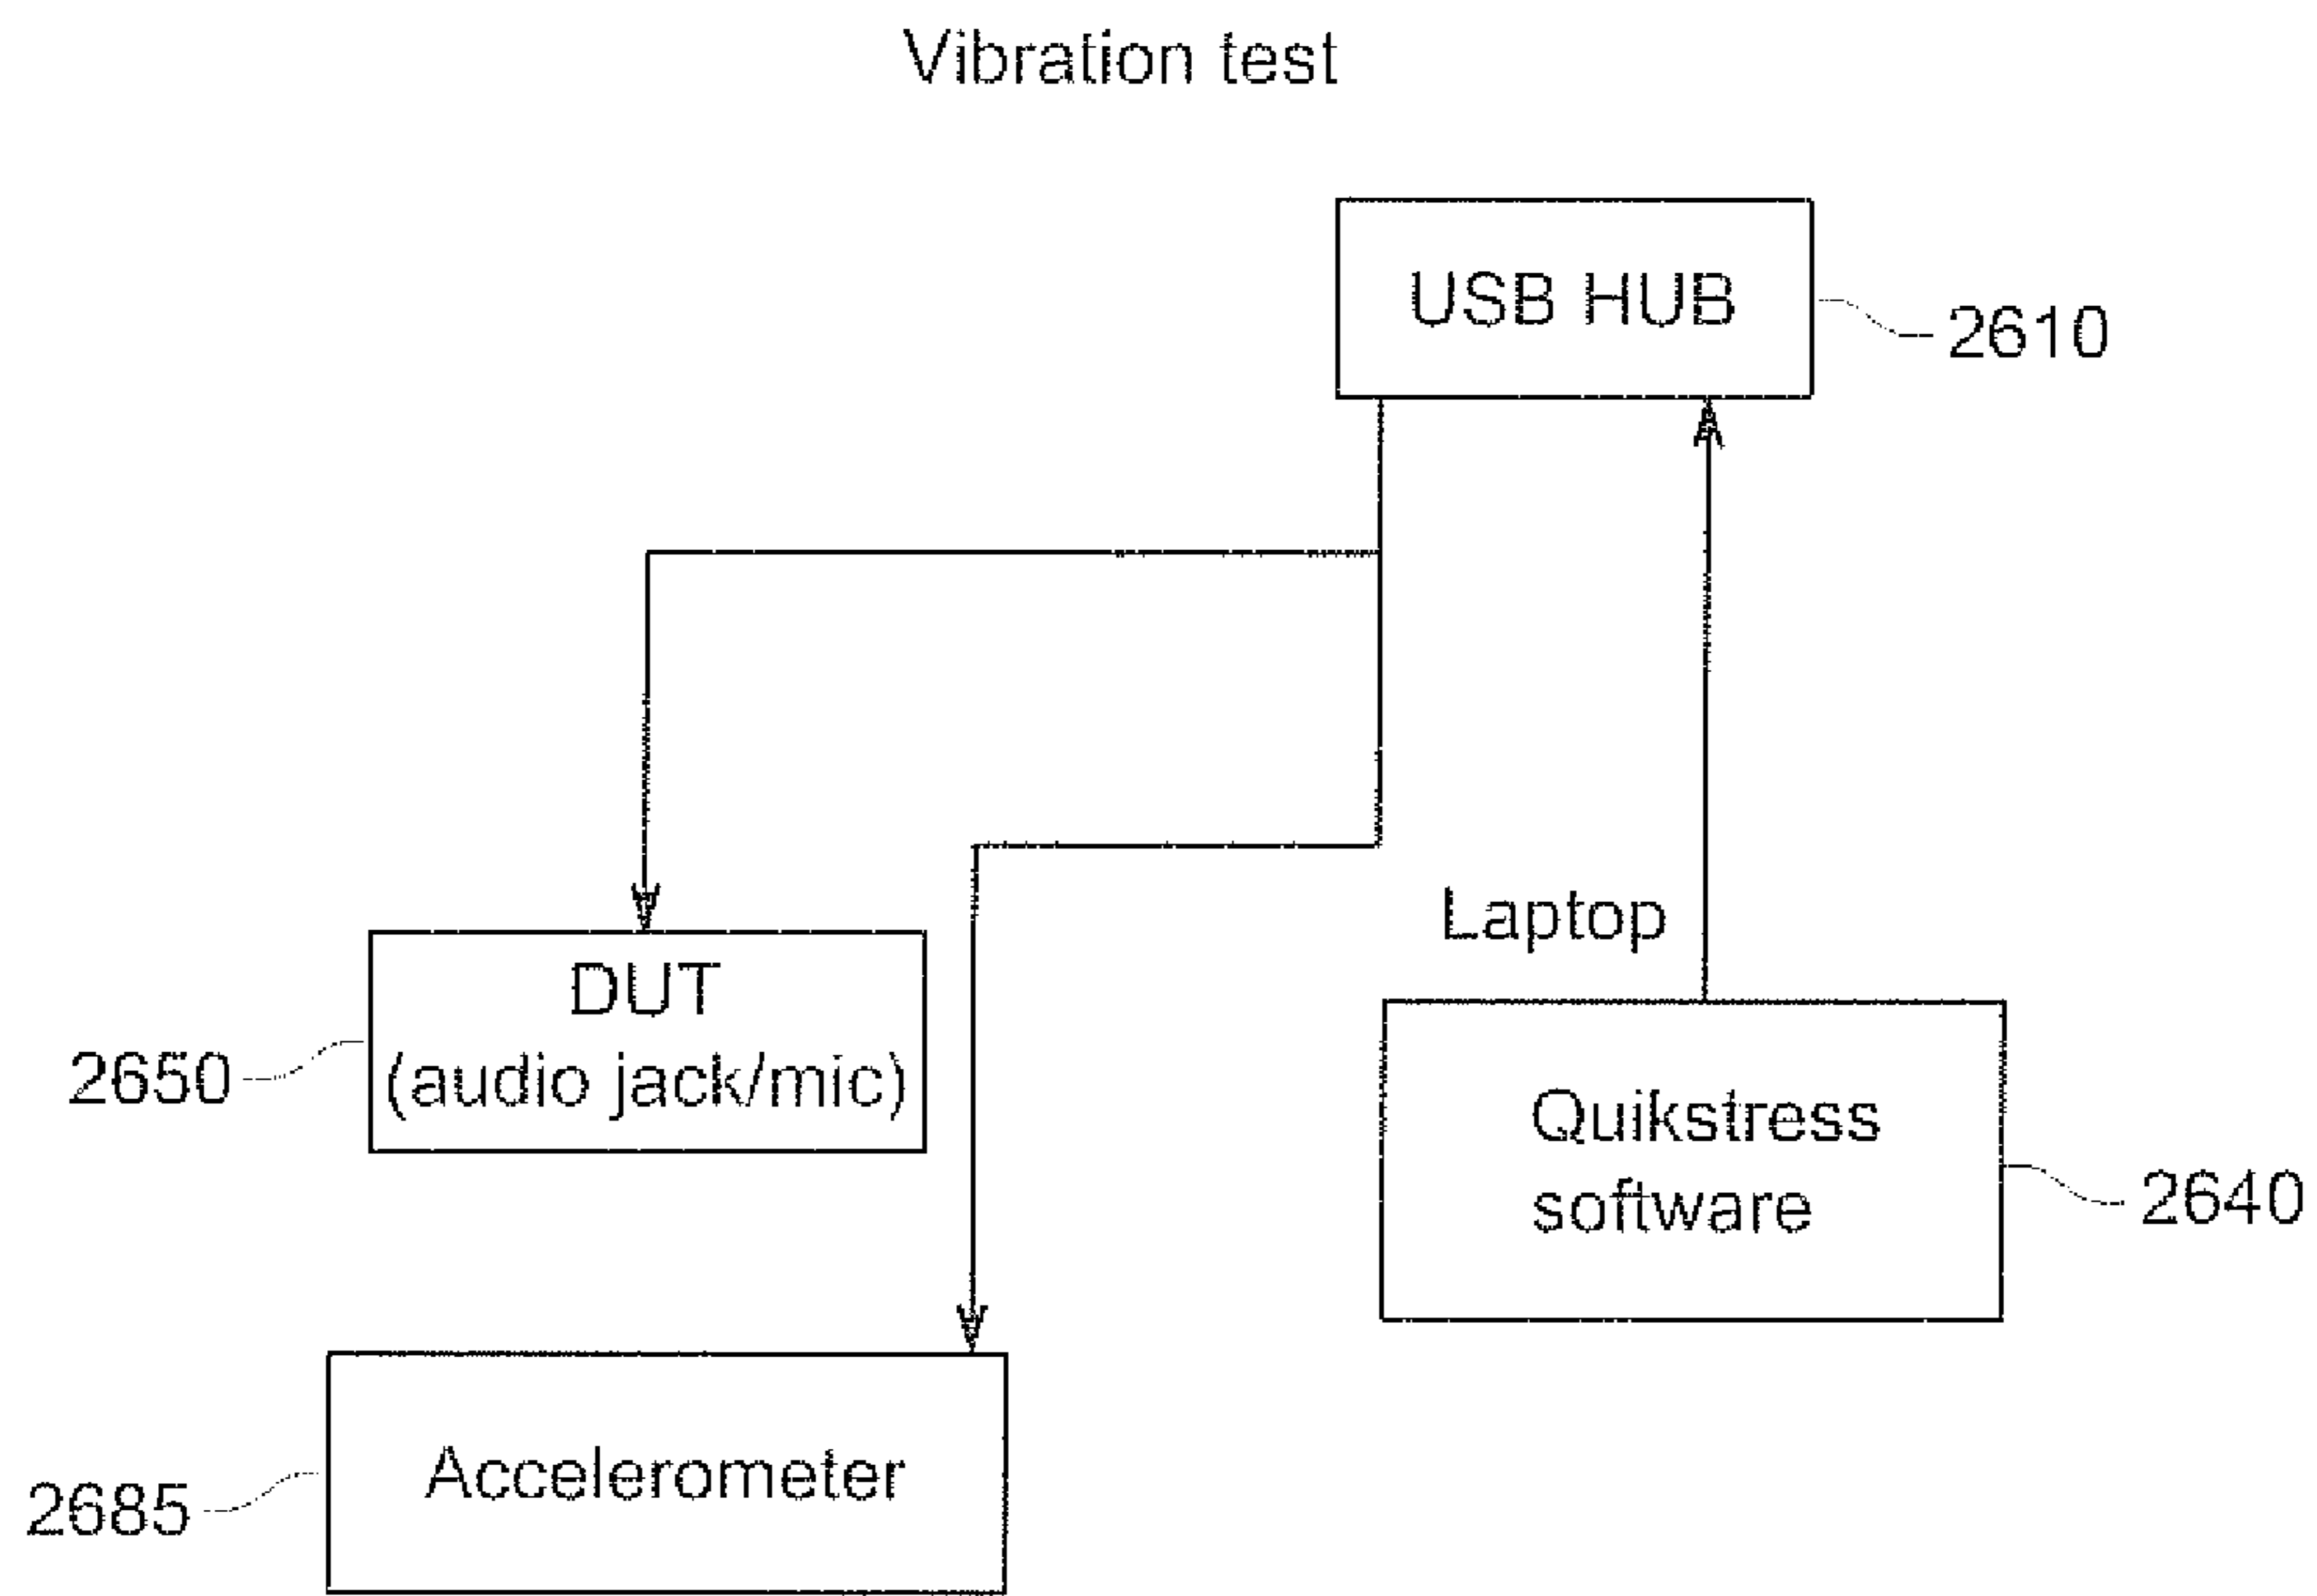 Vibration test
USB HUB
2610
Laptop
DUT
(audio jack/mic)
2650
Quikstress
software
2640
Accelerometer
2685